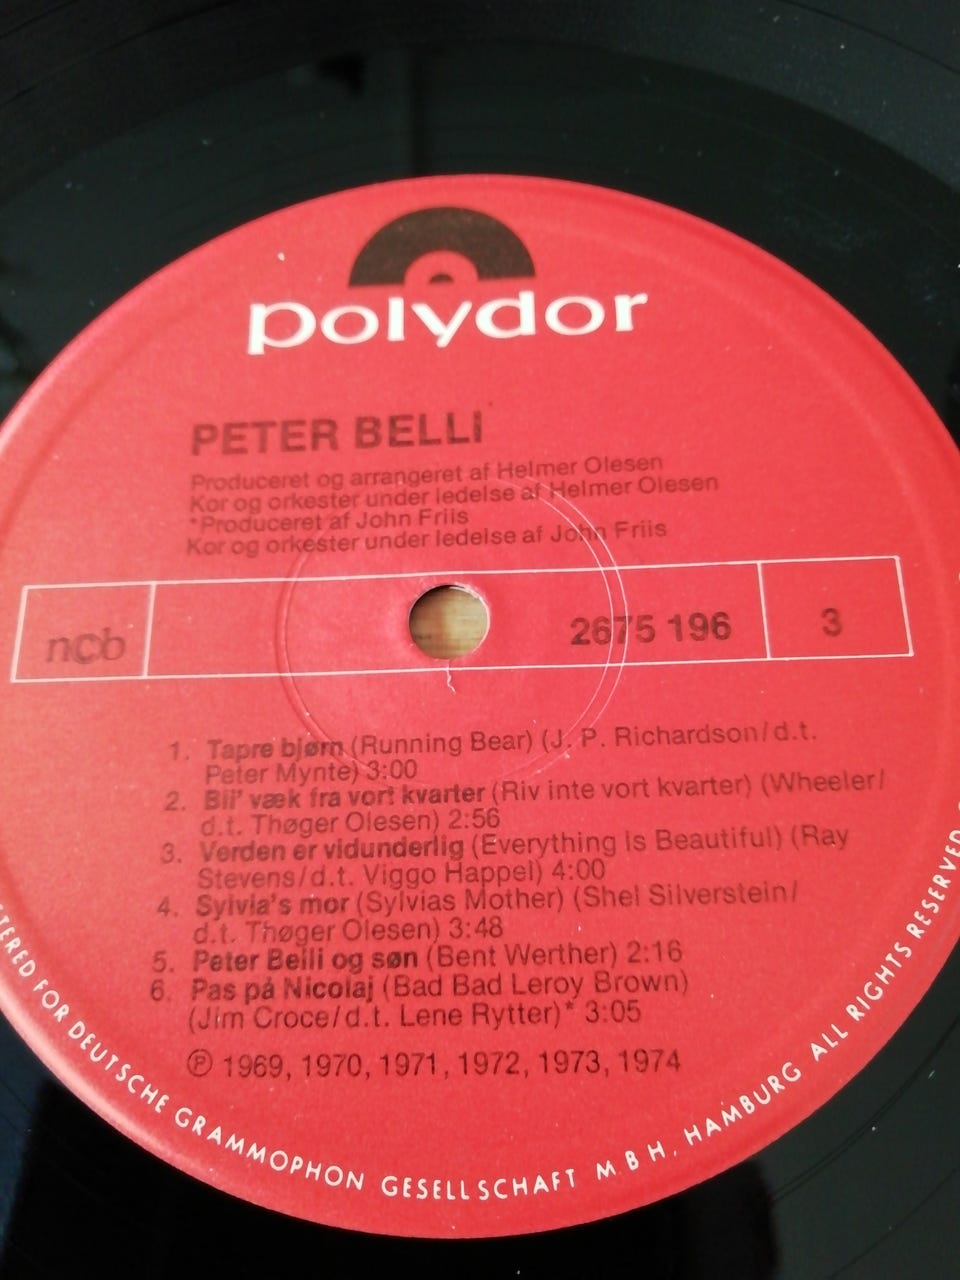 polydor
PETER BELLI
Produceret og arrangeret af Helmer Olesen
Kor og orkester under ledelse af Helmer Olesen
*Produceret af John Friis
Kor og orkester under ledelse af John Friis
ncb
2675 196
3
1. Tapre bjørn (Running Bear) (J. P. Richardson/d.t.
Peter Mynte) 3:00
2. Bli' væk fra vort kvarter (Riv inte vort kvarter) (Wheeler/
d.t. Thøger Olesen) 2:56
3. Verden er vidunderlig (Everything is Beautiful) (Ray
Stevens/d.t. Viggo Happel) 4:00
4. Sylvia's mor (Sylvias Mother) (Shel Silverstein/
d.t. Thøger Olesen) 3:48
5. Peter Belli og søn (Bent Werther) 2:16
6. Pas på Nicolaj (Bad Bad Leroy Brown)
(Jim Croce/d.t. Lene Rytter)* 3:05
℗ 1969, 1970, 1971, 1972, 1973, 1974
STERED FOR DEUTSCHE GRAMMOPHON GESELLSCHAFT M.B.H. HAMBURG ALL RIGHTS RESERVED